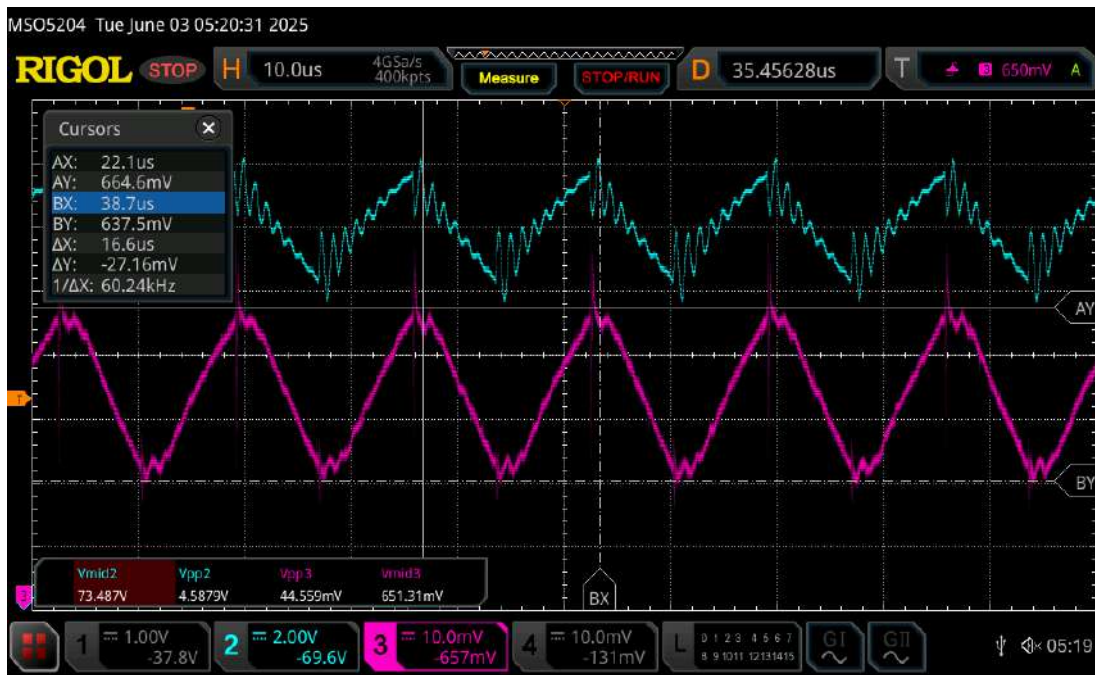 MSO5204 Tue June 03 05:20:31 2025
RIGOL STOP H 10.0us 4GSa/s 400kpts Measure STOP/RUN D 35.45628us T 3 650mV A
Cursors
AX: 22.1us
AY: 664.6mV
BX: 38.7us
BY: 637.5mV
ΔX: 16.6us
ΔY: -27.16mV
1/ΔX: 60.24kHz
AY
T
BY
Vmid2 Vpp2 Vpp3 Vmid3
73.487V 4.5879V 44.559mV 651.31mV
3
BX
1 1.00V -37.8V
2 2.00V -69.6V
3 10.0mV -657mV
4 10.0mV -131mV
L 0 1 2 3 4 5 6 7
8 9 10 11 12 13 14 15
GI GII 05:19